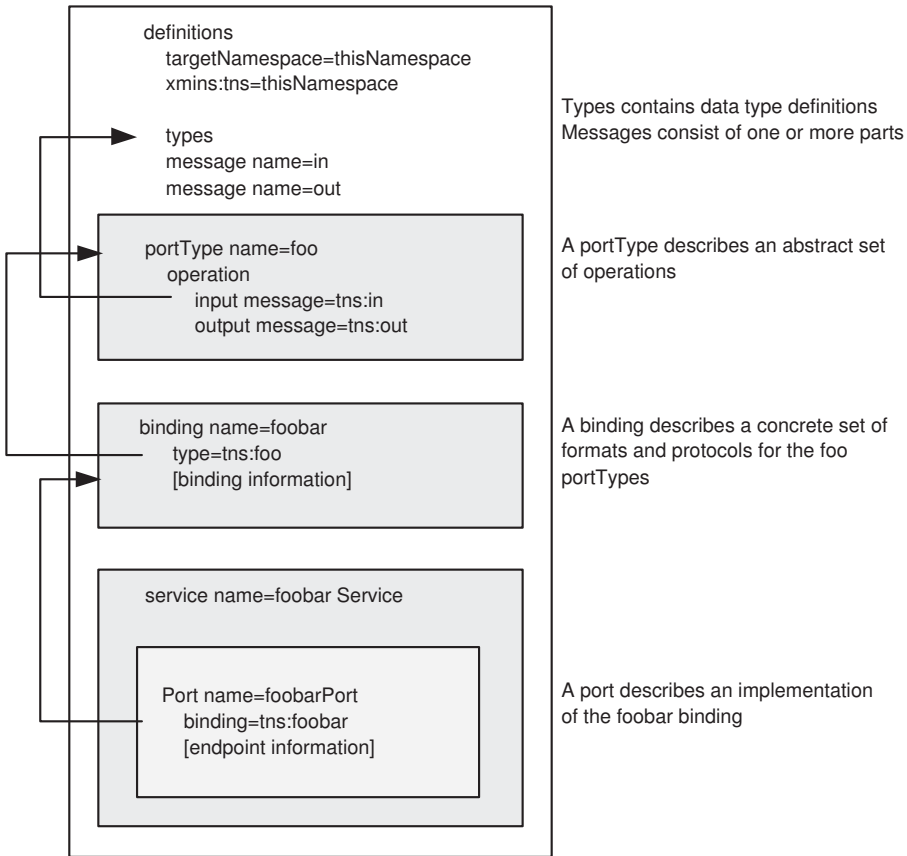 definitions
targetNamespace=thisNamespace
xmins:tns=thisNamespace
types
message name=in
message name=out
Types contains data type definitions
Messages consist of one or more parts
portType name=foo
operation
input message=tns:in
output message=tns:out
A portType describes an abstract set
of operations
binding name=foobar
type=tns:foo
[binding information]
A binding describes a concrete set of
formats and protocols for the foo
portTypes
service name=foobar Service
Port name=foobarPort
binding=tns:foobar
[endpoint information]
A port describes an implementation
of the foobar binding